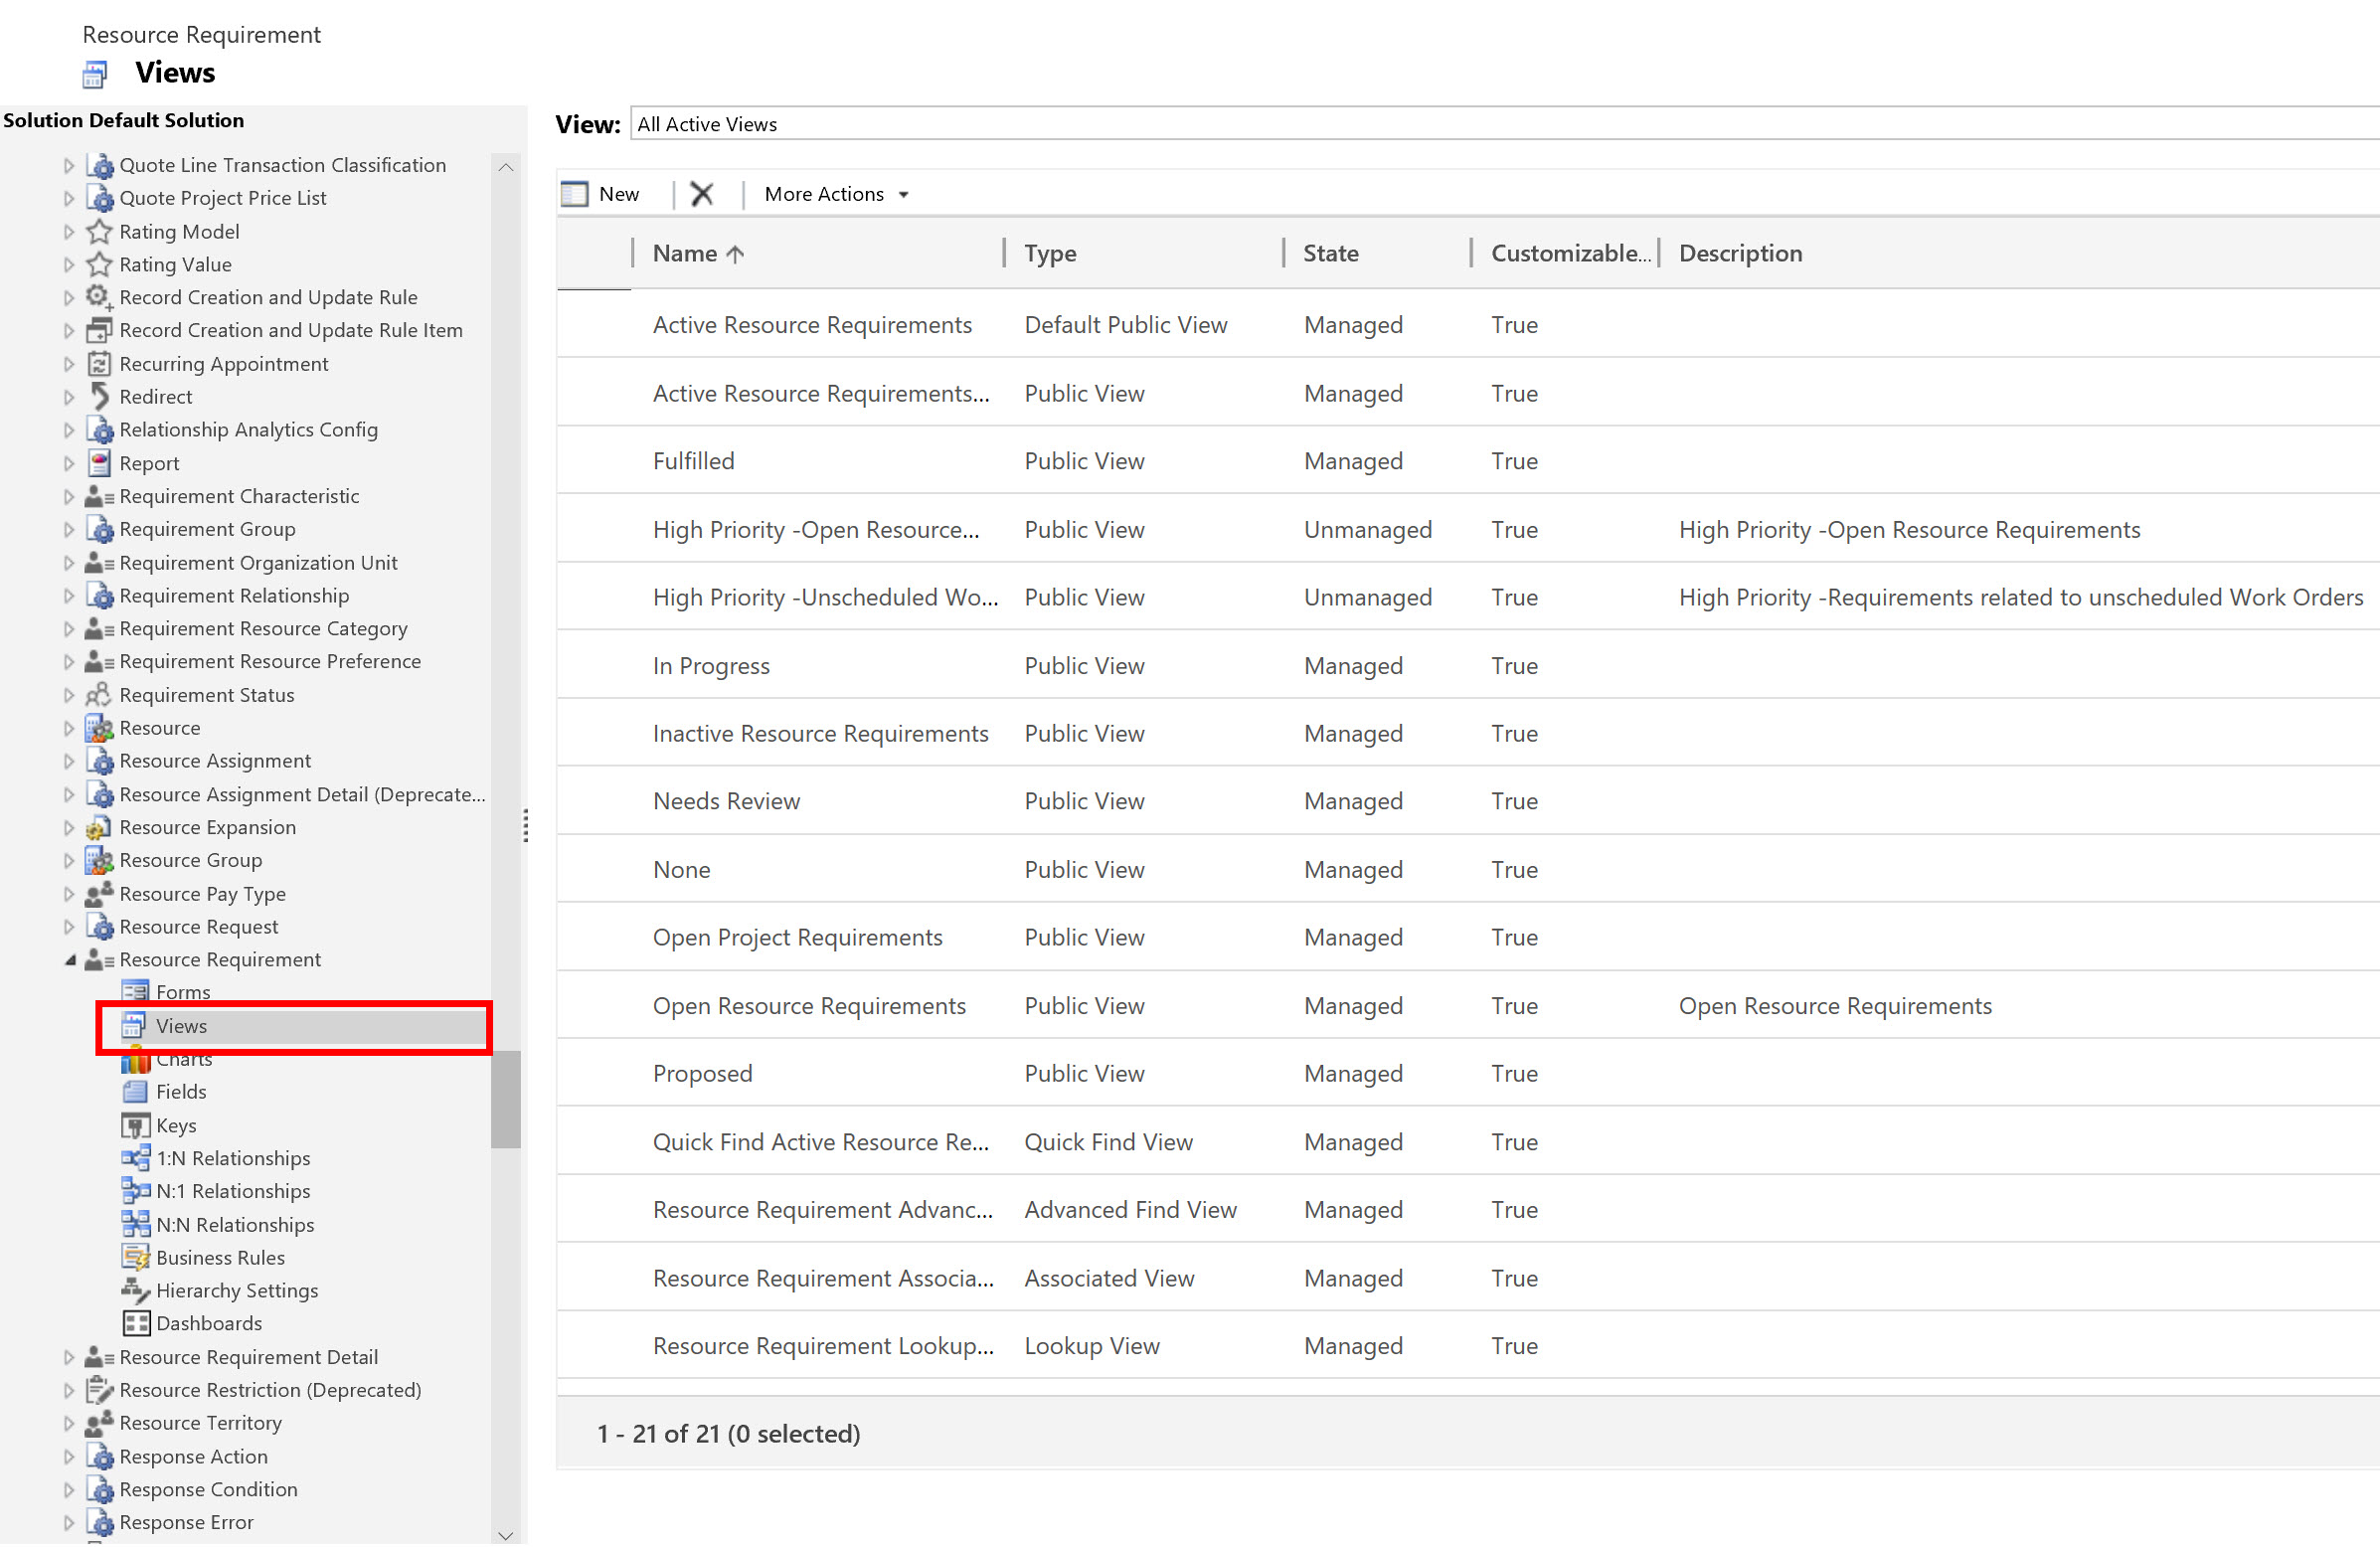 Resource Requirement
Views
Solution Default Solution
Quote Line Transaction Classification
Quote Project Price List
Rating Model
Rating Value
Record Creation and Update Rule
Record Creation and Update Rule Item
Recurring Appointment
Redirect
Relationship Analytics Config
Report
Requirement Characteristic
Requirement Group
Requirement Organization Unit
Requirement Relationship
Requirement Resource Category
Requirement Resource Preference
Requirement Status
Resource
Resource Assignment
Resource Assignment Detail (Deprecate...
Resource Expansion
Resource Group
Resource Pay Type
Resource Request
Resource Requirement
Forms
Views
Charts
Fields
Keys
1:N Relationships
N:1 Relationships
N:N Relationships
Business Rules
Hierarchy Settings
Dashboards
Resource Requirement Detail
Resource Restriction (Deprecated)
Resource Territory
Response Action
Response Condition
Response Error
View: All Active Views
New More Actions
Name Type State Customizable... Description
Active Resource Requirements Default Public View Managed True
Active Resource Requirements... Public View Managed True
Fulfilled Public View Managed True
High Priority -Open Resource... Public View Unmanaged True High Priority -Open Resource Requirements
High Priority -Unscheduled Wo... Public View Unmanaged True High Priority -Requirements related to unscheduled Work Orders
In Progress Public View Managed True
Inactive Resource Requirements Public View Managed True
Needs Review Public View Managed True
None Public View Managed True
Open Project Requirements Public View Managed True
Open Resource Requirements Public View Managed True Open Resource Requirements
Proposed Public View Managed True
Quick Find Active Resource Re... Quick Find View Managed True
Resource Requirement Advanc... Advanced Find View Managed True
Resource Requirement Associa... Associated View Managed True
Resource Requirement Lookup... Lookup View Managed True
1 - 21 of 21 (0 selected)